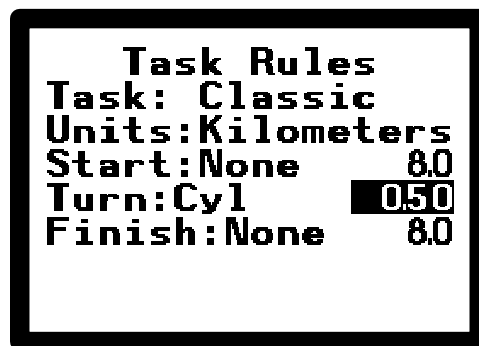 Task Rules
Task: Classic
Units:Kilometers
Start:None 8.0
Turn:Cyl 0.50
Finish:None 8.0